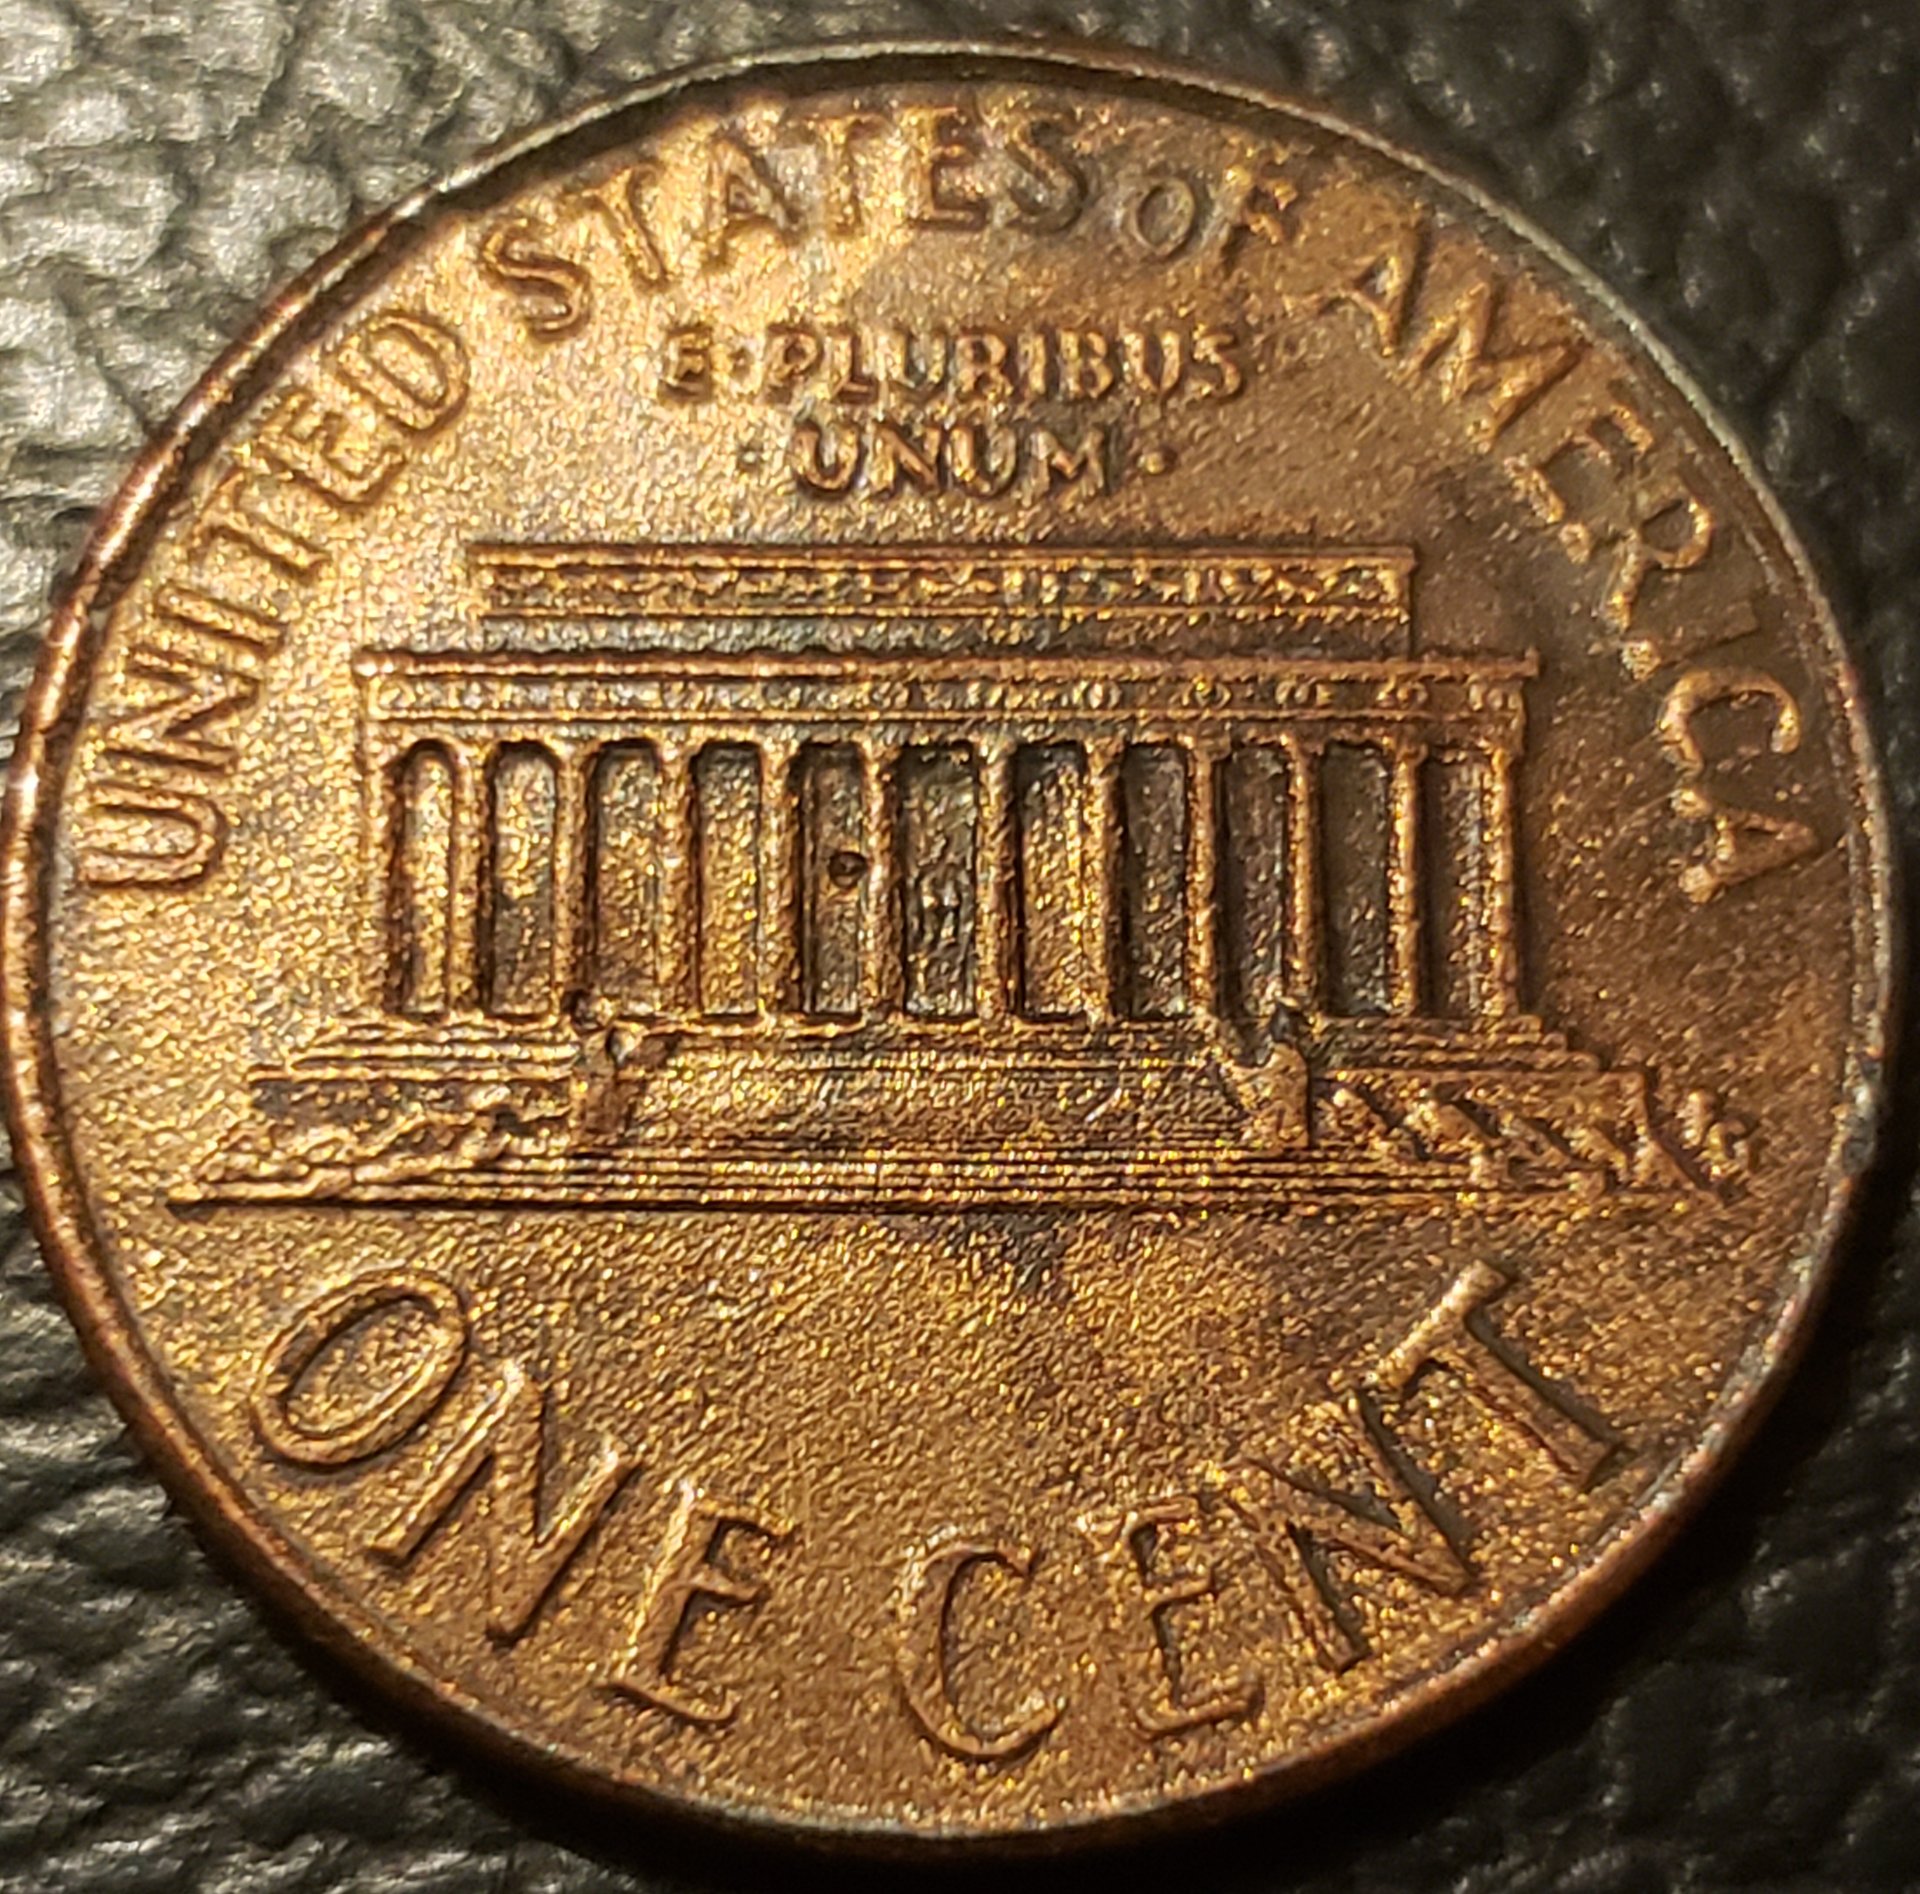 UNITED STATES OF AMERICA
E·PLURIBUS
·UNUM·
ONE CENT